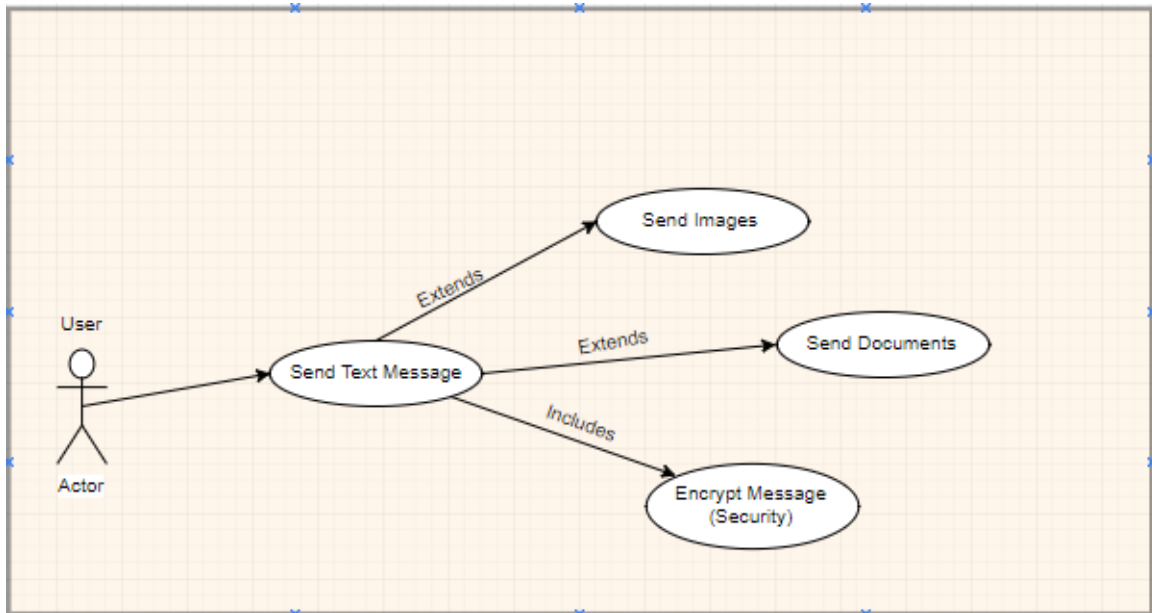 Send Images
Extends
User
Extends
Send Documents
Send Text Message
Includes
Actor
Encrypt Message
(Security)